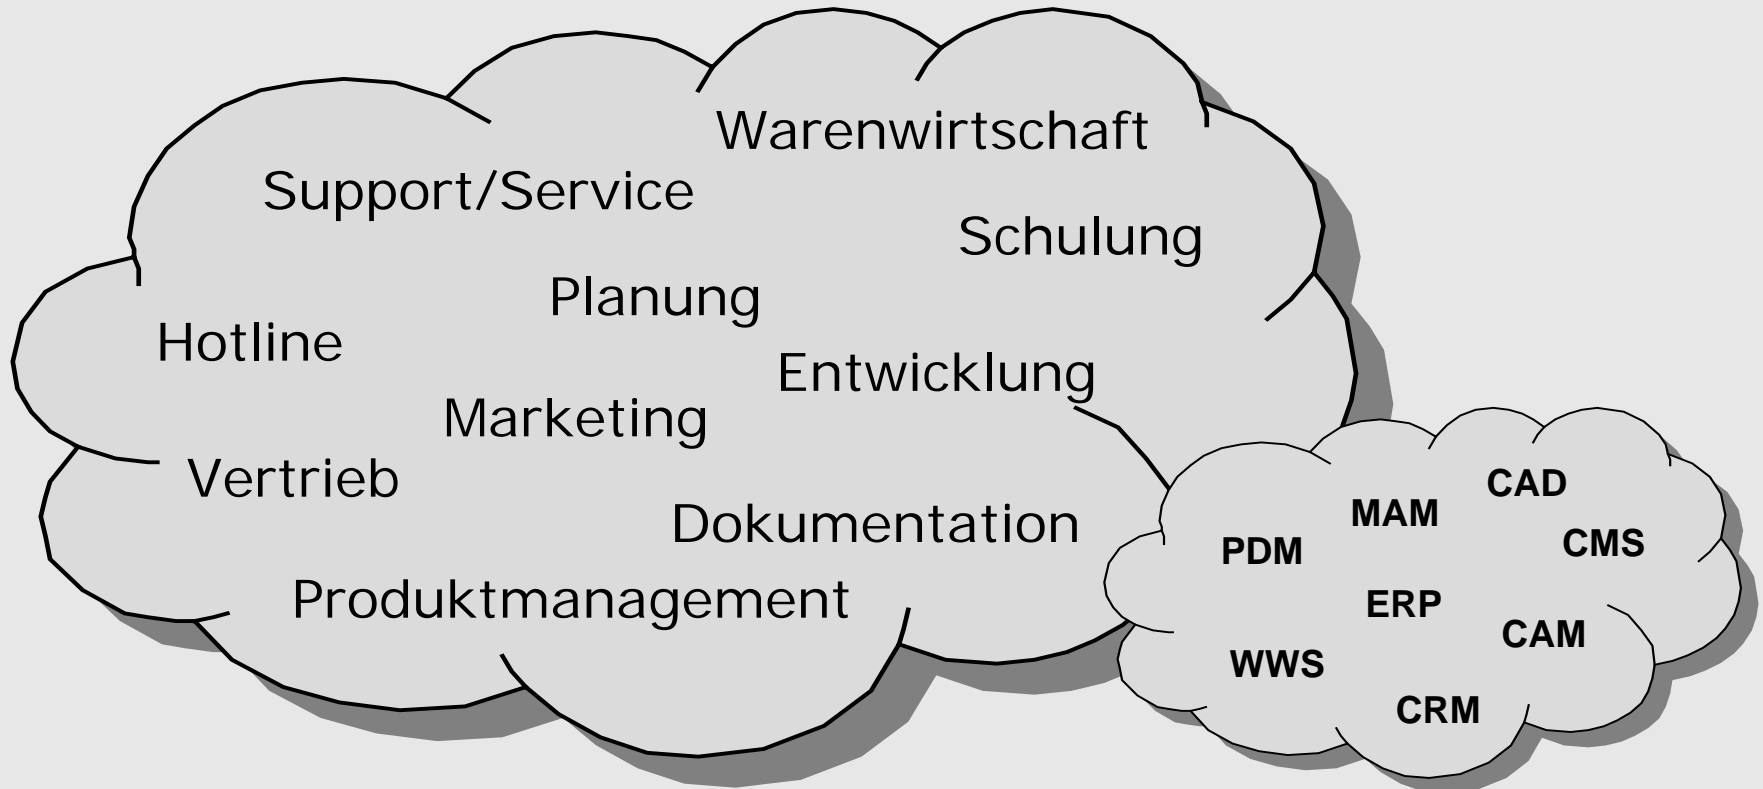 Warenwirtschaft
Support/Service
Schulung
Planung
Hotline
Entwicklung
Marketing
Vertrieb
Dokumentation
Produktmanagement
CAD
MAM
CMS
PDM
ERP
CAM
WWS
CRM